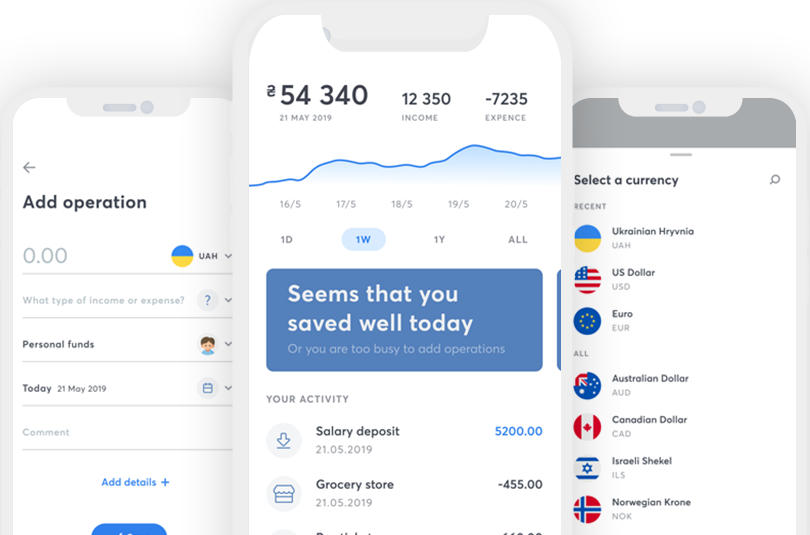 Add operation
0.00
UAH
What type of income or expense?
?
Personal funds
Today 21 May 2019
Comment
Add details +
₴ 54 340
21 MAY 2019
12 350
INCOME
-7235
EXPENCE
16/5 17/5 18/5 19/5 20/5
1D 1W 1Y ALL
Seems that you
saved well today
Or you are too busy to add operations
YOUR ACTIVITY
Salary deposit 5200.00
21.05.2019
Grocery store -455.00
21.05.2019
Select a currency
RECENT
Ukrainian Hryvnia
UAH
US Dollar
USD
Euro
EUR
ALL
Australian Dollar
AUD
Canadian Dollar
CAD
Israeli Shekel
ILS
Norwegian Krone
NOK